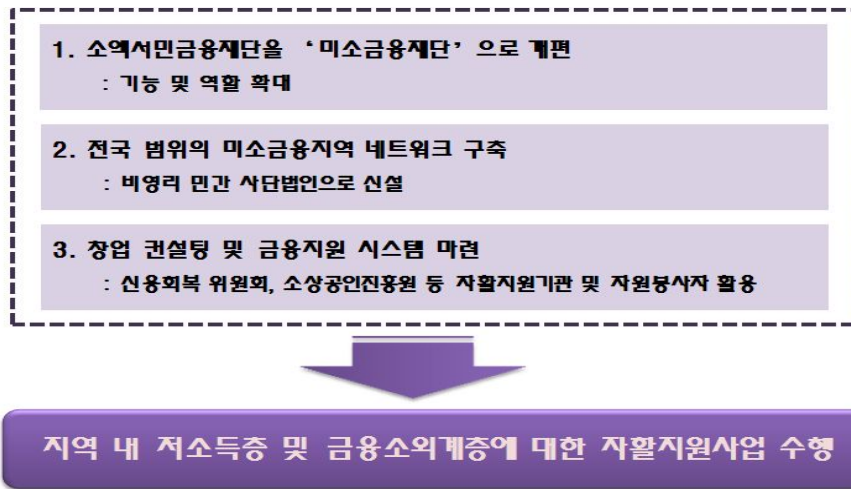 1. 소액서민금융재단을 ‘미소금융재단’으로 개편
: 기능 및 역할 확대
2. 전국 범위의 미소금융지역 네트워크 구축
: 비영리 민간 사단법인으로 신설
3. 창업 컨설팅 및 금융지원 시스템 마련
: 신용회복 위원회, 소상공인진흥원 등 자활지원기관 및 자원봉사자 활용
지역 내 저소득층 및 금융소외계층에 대한 자활지원사업 수행